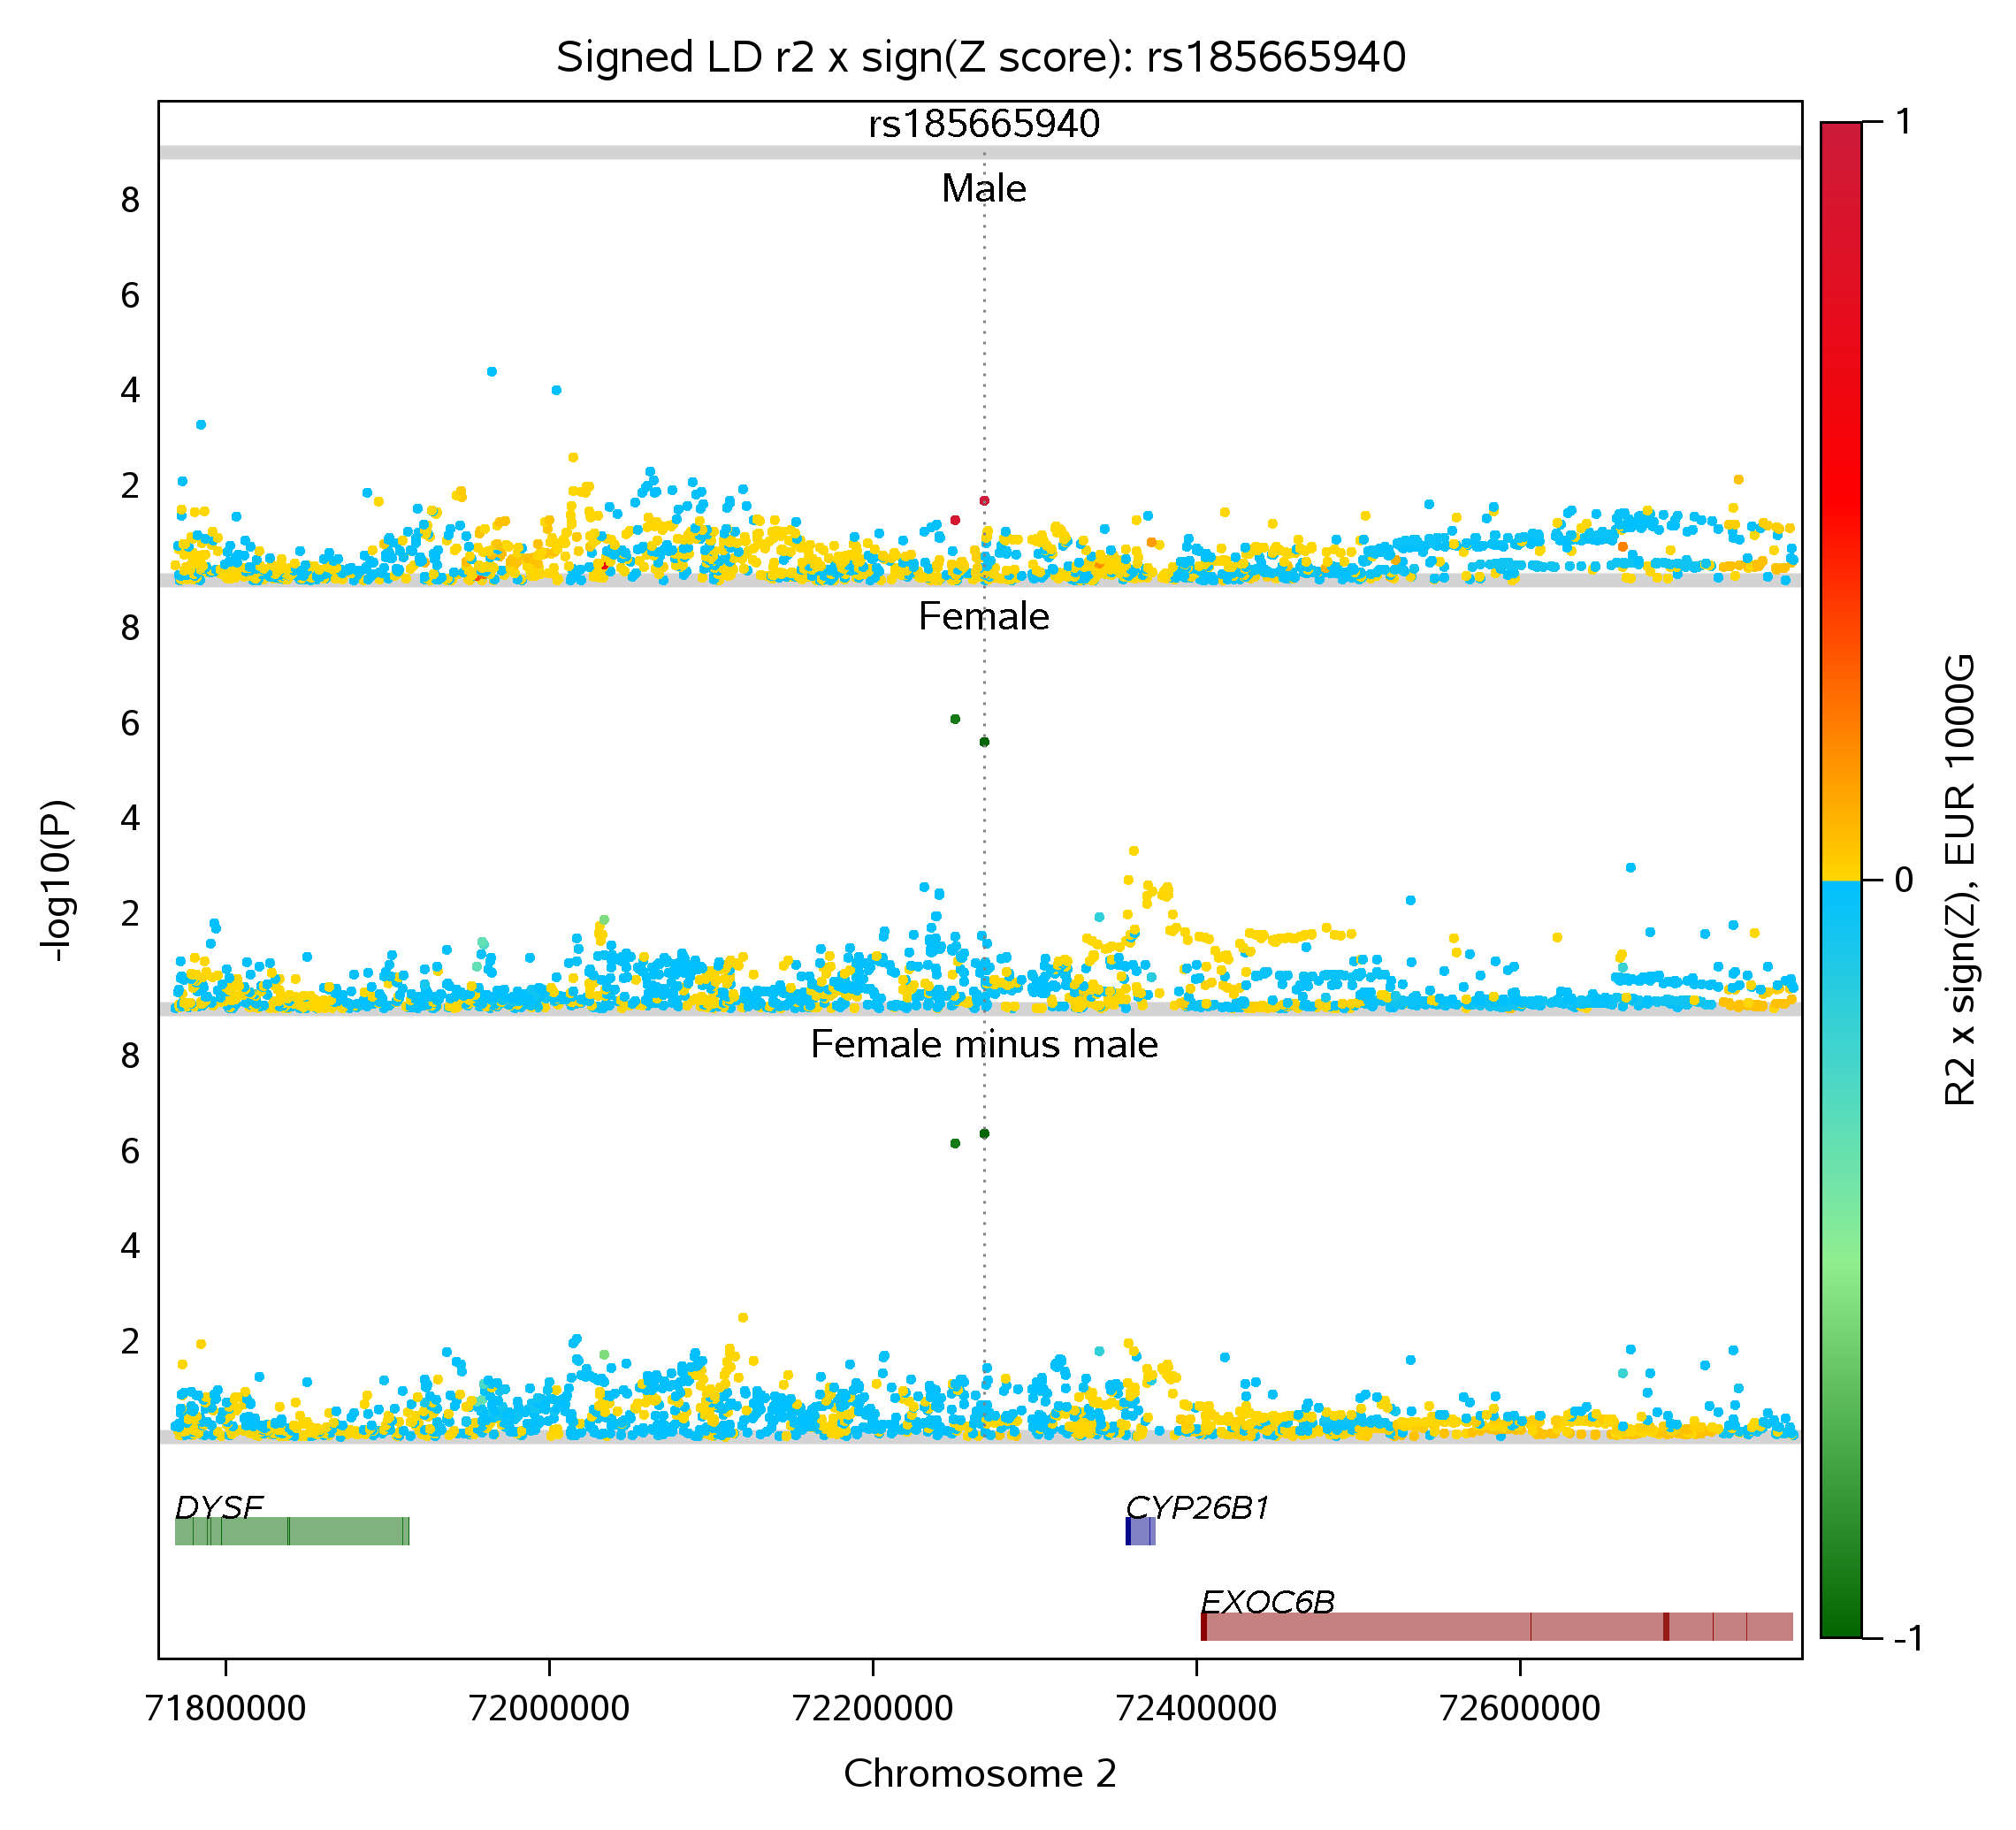 Signed LD r2 x sign(Z score): rs185665940
rs185665940
Male
8
6
4
2
Female
8
6
4
2
Female minus male
8
6
4
2
-log10(P)
DYSF
CYP26B1
EXOC6B
71800000 72000000 72200000 72400000 72600000
Chromosome 2
1
0
-1
R2 x sign(Z), EUR 1000G